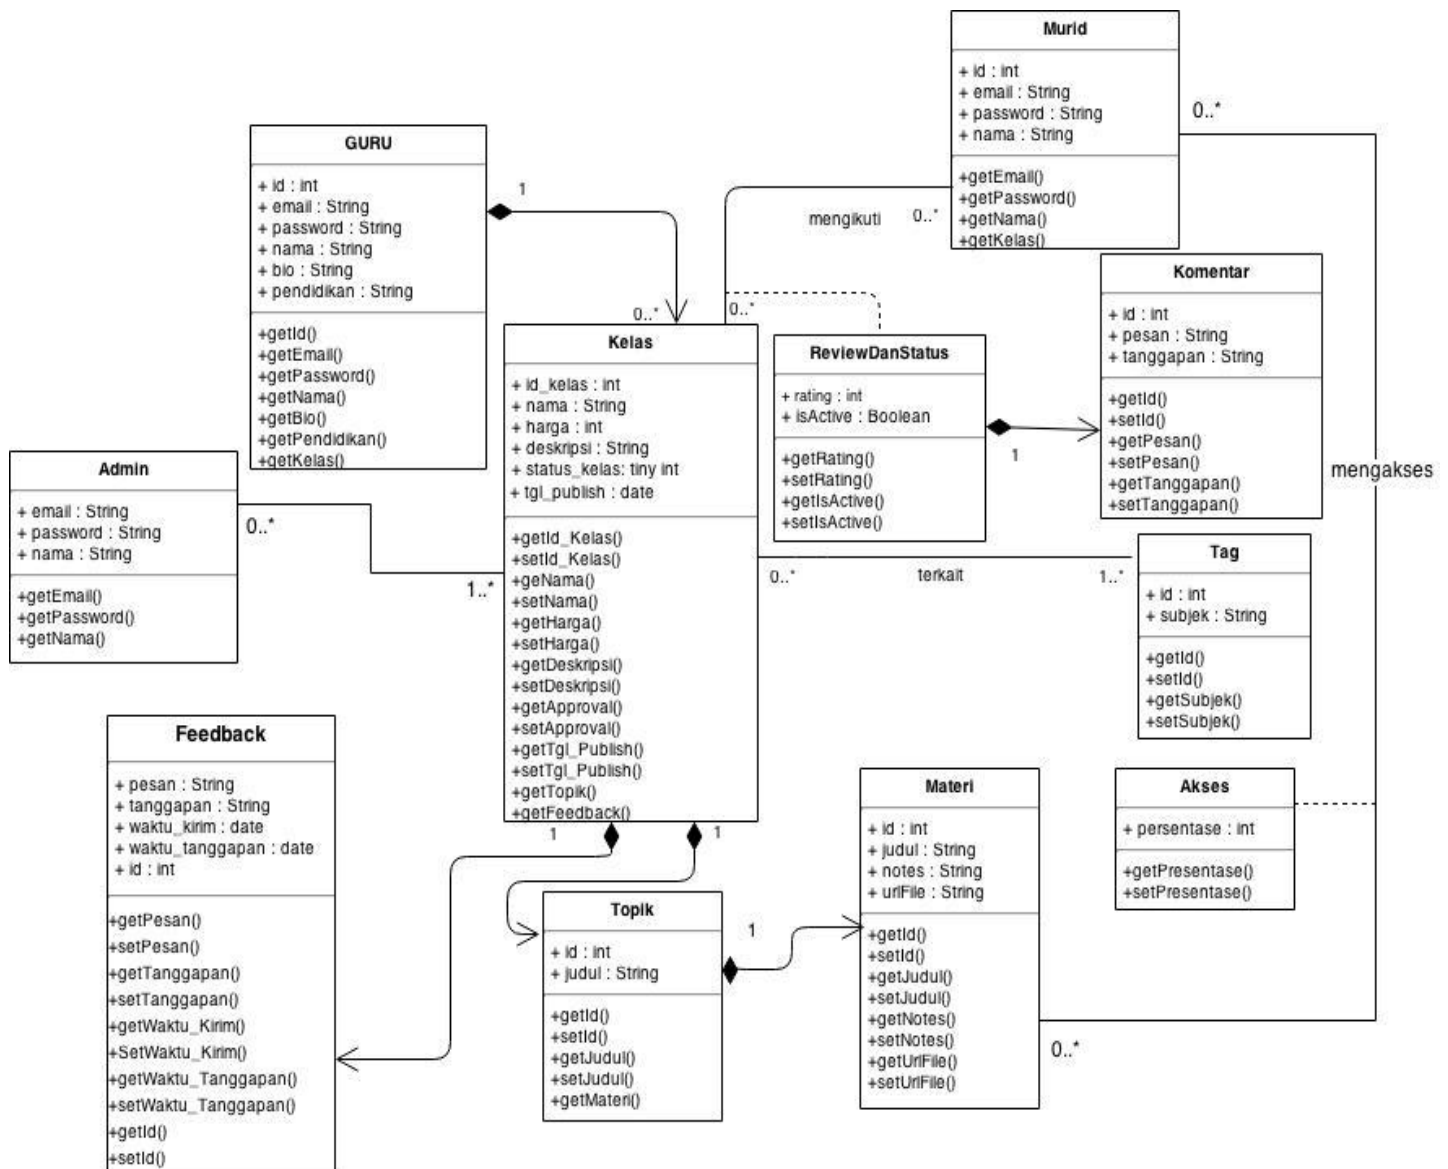 Murid
+ id : int
+ email : String
+ password : String
+ nama : String
+getEmail()
+getPassword()
+getNama()
+getKelas()
0..*
GURU
+ id : int
+ email : String
+ password : String
+ nama : String
+ bio : String
+ pendidikan : String
+getId()
+getEmail()
+getPassword()
+getNama()
+getBio()
+getPendidikan()
+getKelas()
1
0..*
mengikuti
0..*
0..*
Komentar
+ id : int
+ pesan : String
+ tanggapan : String
+getId()
+setId()
+getPesan()
+setPesan()
+getTanggapan()
+setTanggapan()
Kelas
+ id_kelas : int
+ nama : String
+ harga : int
+ deskripsi : String
+ status_kelas: tiny int
+ tgl_publish : date
+getId_Kelas()
+setId_Kelas()
+geNama()
+setNama()
+getHarga()
+setHarga()
+getDeskripsi()
+setDeskripsi()
+getApproval()
+setApproval()
+getTgl_Publish()
+setTgl_Publish()
+getTopik()
+getFeedback()
ReviewDanStatus
+ rating : int
+ isActive : Boolean
+getRating()
+setRating()
+getIsActive()
+setIsActive()
1
mengakses
Admin
+ email : String
+ password : String
+ nama : String
+getEmail()
+getPassword()
+getNama()
0..*
1..*
0..*
terkait
1..*
Tag
+ id : int
+ subjek : String
+getId()
+setId()
+getSubjek()
+setSubjek()
Feedback
+ pesan : String
+ tanggapan : String
+ waktu_kirim : date
+ waktu_tanggapan : date
+ id : int
+getPesan()
+setPesan()
+getTanggapan()
+setTanggapan()
+getWaktu_Kirim()
+SetWaktu_Kirim()
+getWaktu_Tanggapan()
+setWaktu_Tanggapan()
+getId()
+setId()
1
1
Topik
+ id : int
+ judul : String
+getId()
+setId()
+getJudul()
+setJudul()
+getMateri()
1
Materi
+ id : int
+ judul : String
+ notes : String
+ urlFile : String
+getId()
+setId()
+getJudul()
+setJudul()
+getNotes()
+setNotes()
+getUrlFile()
+setUrlFile()
0..*
Akses
+ persentase : int
+getPresentase()
+setPresentase()